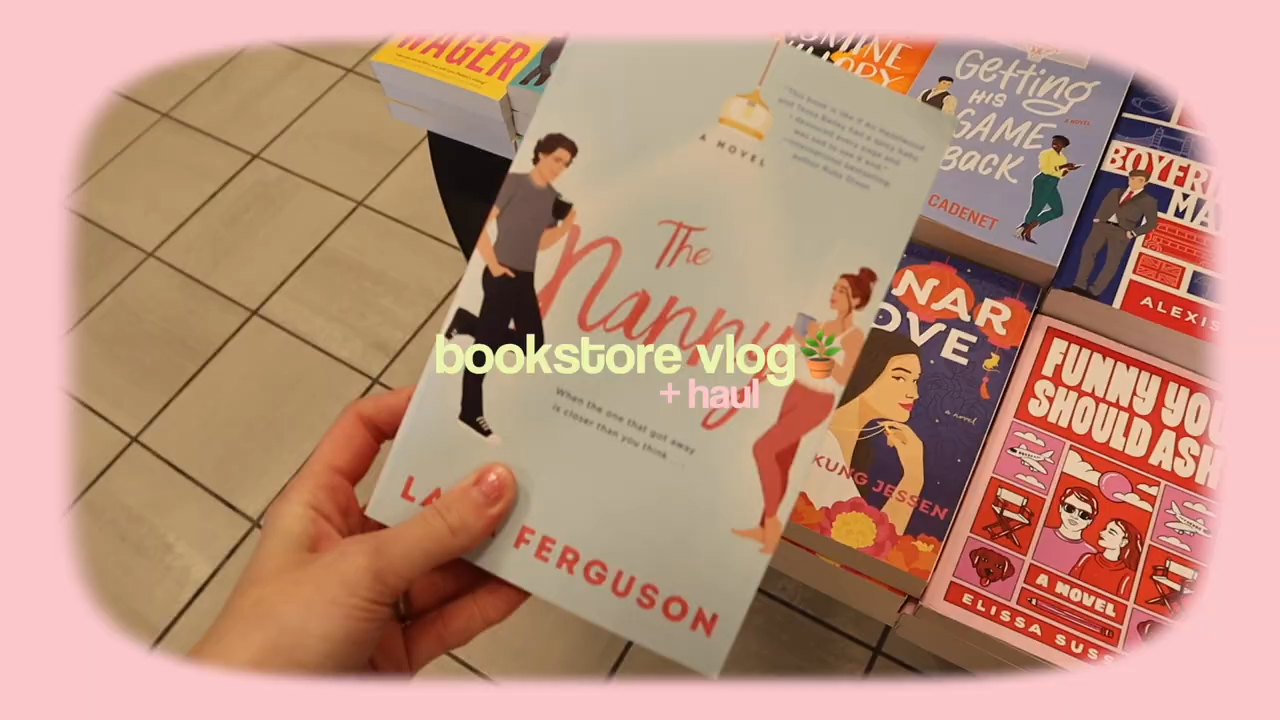 WAGER
A NOVEL
The
Nanny
bookstore vlog
+ haul
When the one that got away
is closer than you think . . .
FERGUSON
Getting
HIS
GAME
BACK
A NOVEL
CADENET
BOYFRI
MA
ALEXIS
NAR
OVE
a novel
KUNG JESSEN
FUNNY YOU
SHOULD ASK
A NOVEL
ELISSA SUSS